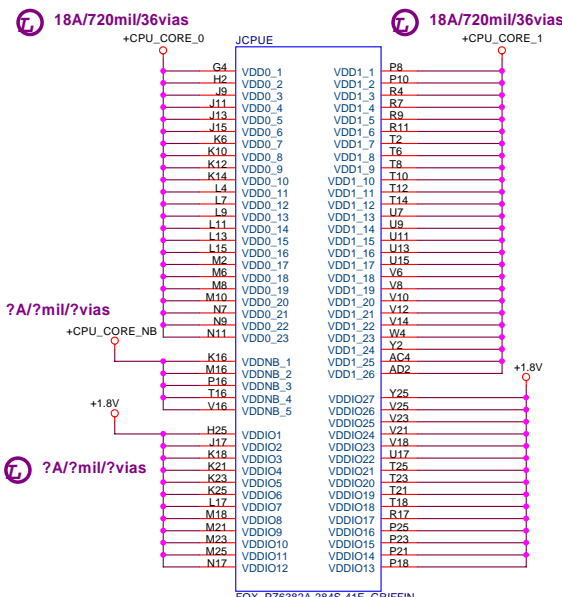 18A/720mil/36vias 18A/720mil/36vias
+CPU_CORE_0 JCPUE +CPU_CORE_1
G4 VDD0_1 VDD1_1 P8
H2 VDD0_2 VDD1_2 P10
J9 VDD0_3 VDD1_3 R4
J11 VDD0_4 VDD1_4 R7
J13 VDD0_5 VDD1_5 R9
J15 VDD0_6 VDD1_6 R11
K6 VDD0_7 VDD1_7 T2
K10 VDD0_8 VDD1_8 T6
K12 VDD0_9 VDD1_9 T8
K14 VDD0_10 VDD1_10 T10
L4 VDD0_11 VDD1_11 T12
L7 VDD0_12 VDD1_12 T14
L9 VDD0_13 VDD1_13 U7
L11 VDD0_14 VDD1_14 U9
L13 VDD0_15 VDD1_15 U11
L15 VDD0_16 VDD1_16 U13
M2 VDD0_17 VDD1_17 U15
M6 VDD0_18 VDD1_18 V6
M8 VDD0_19 VDD1_19 V8
M10 VDD0_20 VDD1_20 V10
N7 VDD0_21 VDD1_21 V12
N9 VDD0_22 VDD1_22 V14
N11 VDD0_23 VDD1_23 W4
VDD1_24 Y2
VDD1_25 AC4
VDD1_26 AD2
?A/?mil/?vias
+CPU_CORE_NB
K16 VDDNB_1
M16 VDDNB_2
P16 VDDNB_3
T16 VDDNB_4
V16 VDDNB_5
+1.8V
+1.8V
VDDIO27 Y25
VDDIO26 V25
VDDIO25 V23
H25 VDDIO1 VDDIO24 V21
J17 VDDIO2 VDDIO23 V18
K18 VDDIO3 VDDIO22 U17
K21 VDDIO4 VDDIO21 T25
K23 VDDIO5 VDDIO20 T23
K25 VDDIO6 VDDIO19 T21
L17 VDDIO7 VDDIO18 T18
M18 VDDIO8 VDDIO17 R17
M21 VDDIO9 VDDIO16 P25
M23 VDDIO10 VDDIO15 P23
M25 VDDIO11 VDDIO14 P21
N17 VDDIO12 VDDIO13 P18
?A/?mil/?vias
FOX_PZ6382A-284S-41F_GRIFFIN